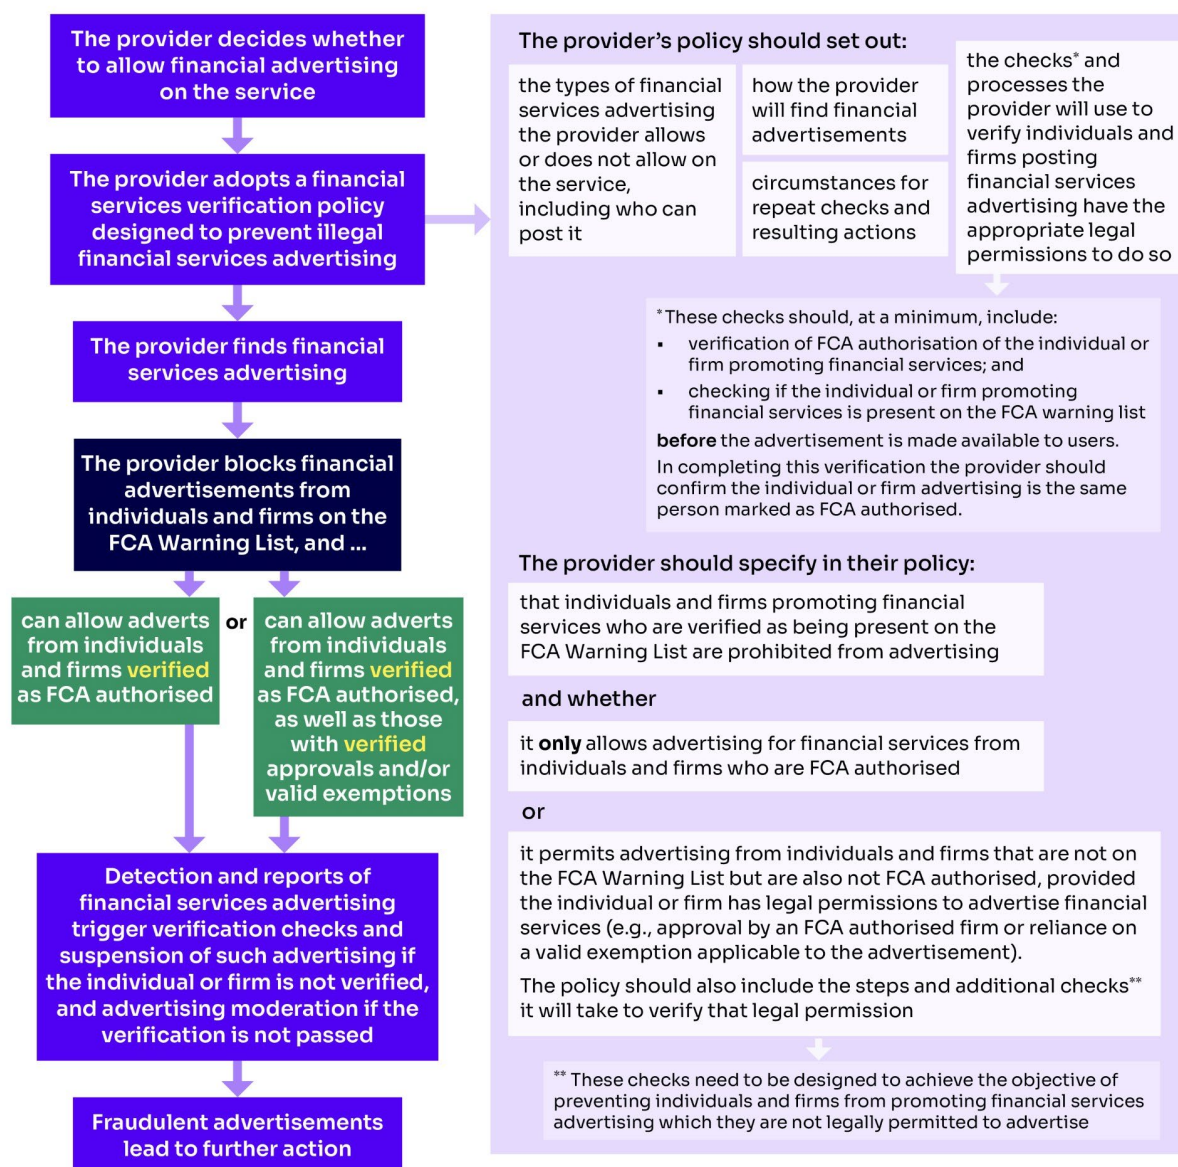 The provider decides whether
to allow financial advertising
on the service
The provider adopts a financial
services verification policy
designed to prevent illegal
financial services advertising
The provider finds financial
services advertising
The provider blocks financial
advertisements from
individuals and firms on the
FCA Warning List, and ...
can allow adverts
from individuals
and firms verified
as FCA authorised
or
can allow adverts
from individuals
and firms verified
as FCA authorised,
as well as those
with verified
approvals and/or
valid exemptions
Detection and reports of
financial services advertising
trigger verification checks and
suspension of such advertising if
the individual or firm is not verified,
and advertising moderation if the
verification is not passed
Fraudulent advertisements
lead to further action
The provider’s policy should set out:
the types of financial
services advertising
the provider allows
or does not allow on
the service,
including who can
post it
how the provider
will find financial
advertisements
circumstances for
repeat checks and
resulting actions
the checks* and
processes the
provider will use to
verify individuals and
firms posting
financial services
advertising have the
appropriate legal
permissions to do so
* These checks should, at a minimum, include:
▪ verification of FCA authorisation of the individual or
firm promoting financial services; and
▪ checking if the individual or firm promoting
financial services is present on the FCA warning list
before the advertisement is made available to users.
In completing this verification the provider should
confirm the individual or firm advertising is the same
person marked as FCA authorised.
The provider should specify in their policy:
that individuals and firms promoting financial
services who are verified as being present on the
FCA Warning List are prohibited from advertising
and whether
it only allows advertising for financial services from
individuals and firms who are FCA authorised
or
it permits advertising from individuals and firms that are not on
the FCA Warning List but are also not FCA authorised, provided
the individual or firm has legal permissions to advertise financial
services (e.g., approval by an FCA authorised firm or reliance on
a valid exemption applicable to the advertisement).
The policy should also include the steps and additional checks**
it will take to verify that legal permission
** These checks need to be designed to achieve the objective of
preventing individuals and firms from promoting financial services
advertising which they are not legally permitted to advertise